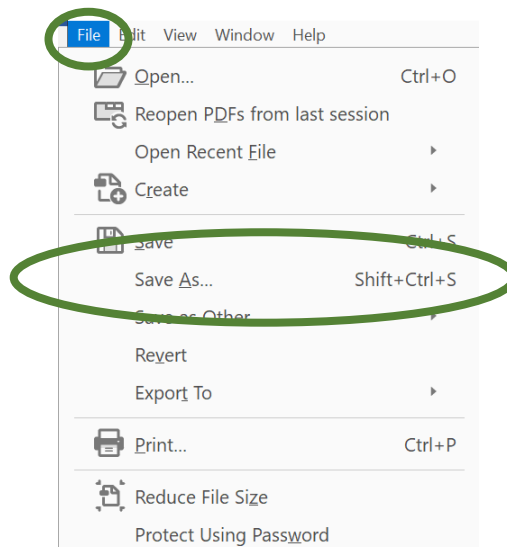 File Edit View Window Help
Open... Ctrl+O
Reopen PDFs from last session
Open Recent File
Create
Save Ctrl+S
Save As... Shift+Ctrl+S
Save as Other
Revert
Export To
Print... Ctrl+P
Reduce File Size
Protect Using Password